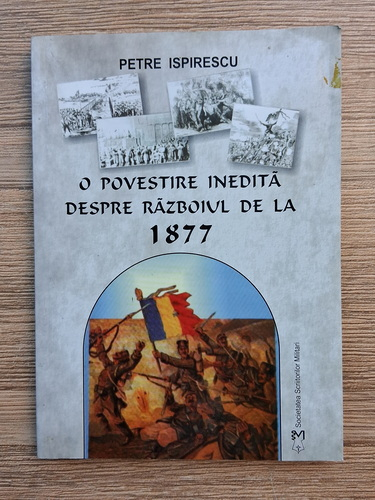 PETRE ISPIRESCU
O POVESTIRE INEDITĂ
DESPRE RĂZBOIUL DE LA
1877
Societatea Scriitorilor Militari